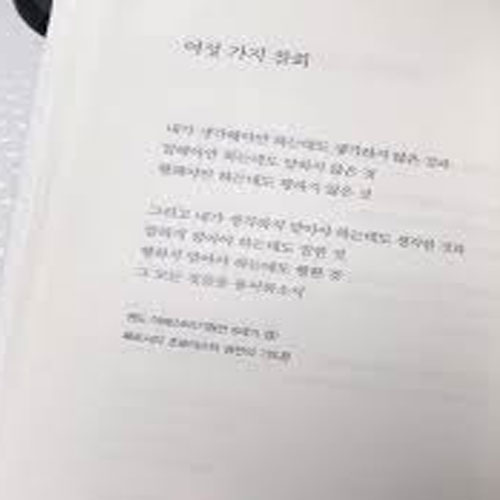 여섯 가지 참회
내가 생각해야만 하는데도 생각하지 않은 것과
말해야만 하는데도 말하지 않은 것
행해야만 하는데도 행하지 않은 것
그리고 내가 생각하지 말아야 하는데도 생각한 것과
말하지 말아야 하는데도 말한 것
행하지 말아야 하는데도 행한 것
그 모든 것들을 용서하소서